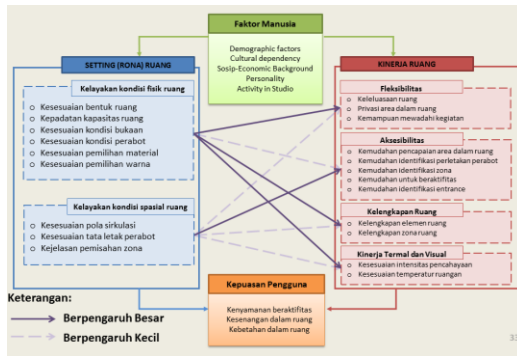 Faktor Manusia
Demographic factors
Cultural dependency
Sosip-Economic Background
Personality
Activity in Studio
SETTING (RONA) RUANG
Kelayakan kondisi fisik ruang
Kesesuaian bentuk ruang
Kepadatan kapasitas ruang
Kesesuaian kondisi bukaan
Kesesuaian kondisi perabot
Kesesuaian pemilihan material
Kesesuaian pemilihan warna
Kelayakan kondisi spasial ruang
Kesesuaian pola sirkulasi
Kesesuaian tata letak perabot
Kejelasan pemisahan zona
KINERJA RUANG
Fleksibilitas
Keleluasaan ruang
Privasi area dalam ruang
Kemampuan mewadahi kegiatan
Aksesibilitas
Kemudahan pencapaian area dalam ruang
Kemudahan identifikasi perletakan perabot
Kemudahan identifikasi zona
Kemudahan untuk beraktifitas
Kemudahan identifikasi entrance
Kelengkapan Ruang
Kelengkapan elemen ruang
Kelengkapan zona ruang
Kinerja Termal dan Visual
Kesesuaian intensitas pencahayaan
Kesesuaian temperatur ruangan
Kepuasan Pengguna
Kenyamanan beraktifitas
Kesenangan dalam ruang
Kebetahan dalam ruang
Keterangan:
Berpengaruh Besar
Berpengaruh Kecil